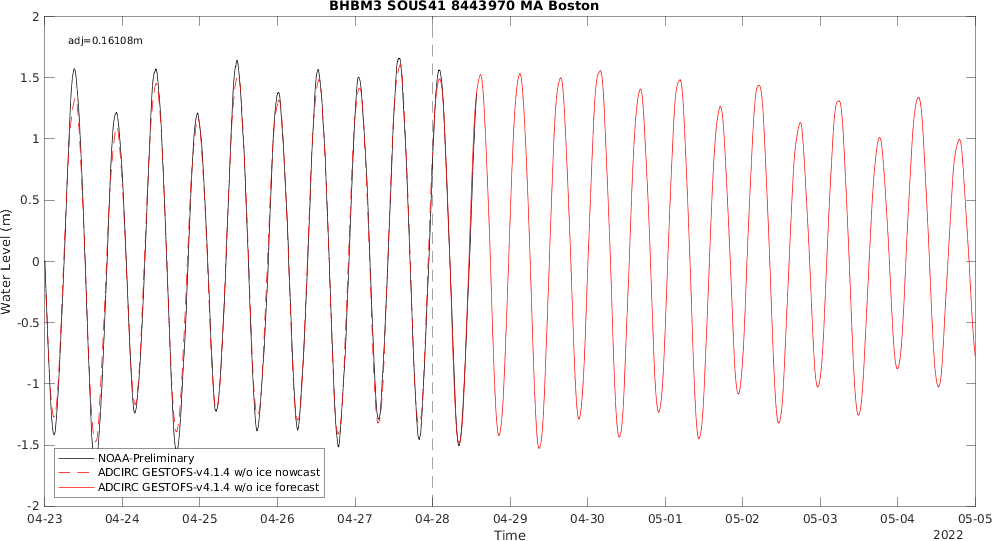 BHBM3 SOUS41 8443970 MA Boston
adj=0.16108m
2
1.5
1
0.5
0
-0.5
-1
-1.5
-2
Water Level (m)
NOAA-Preliminary
ADCIRC GESTOFS-v4.1.4 w/o ice nowcast
ADCIRC GESTOFS-v4.1.4 w/o ice forecast
04-23 04-24 04-25 04-26 04-27 04-28 04-29 04-30 05-01 05-02 05-03 05-04 05-05
Time
2022